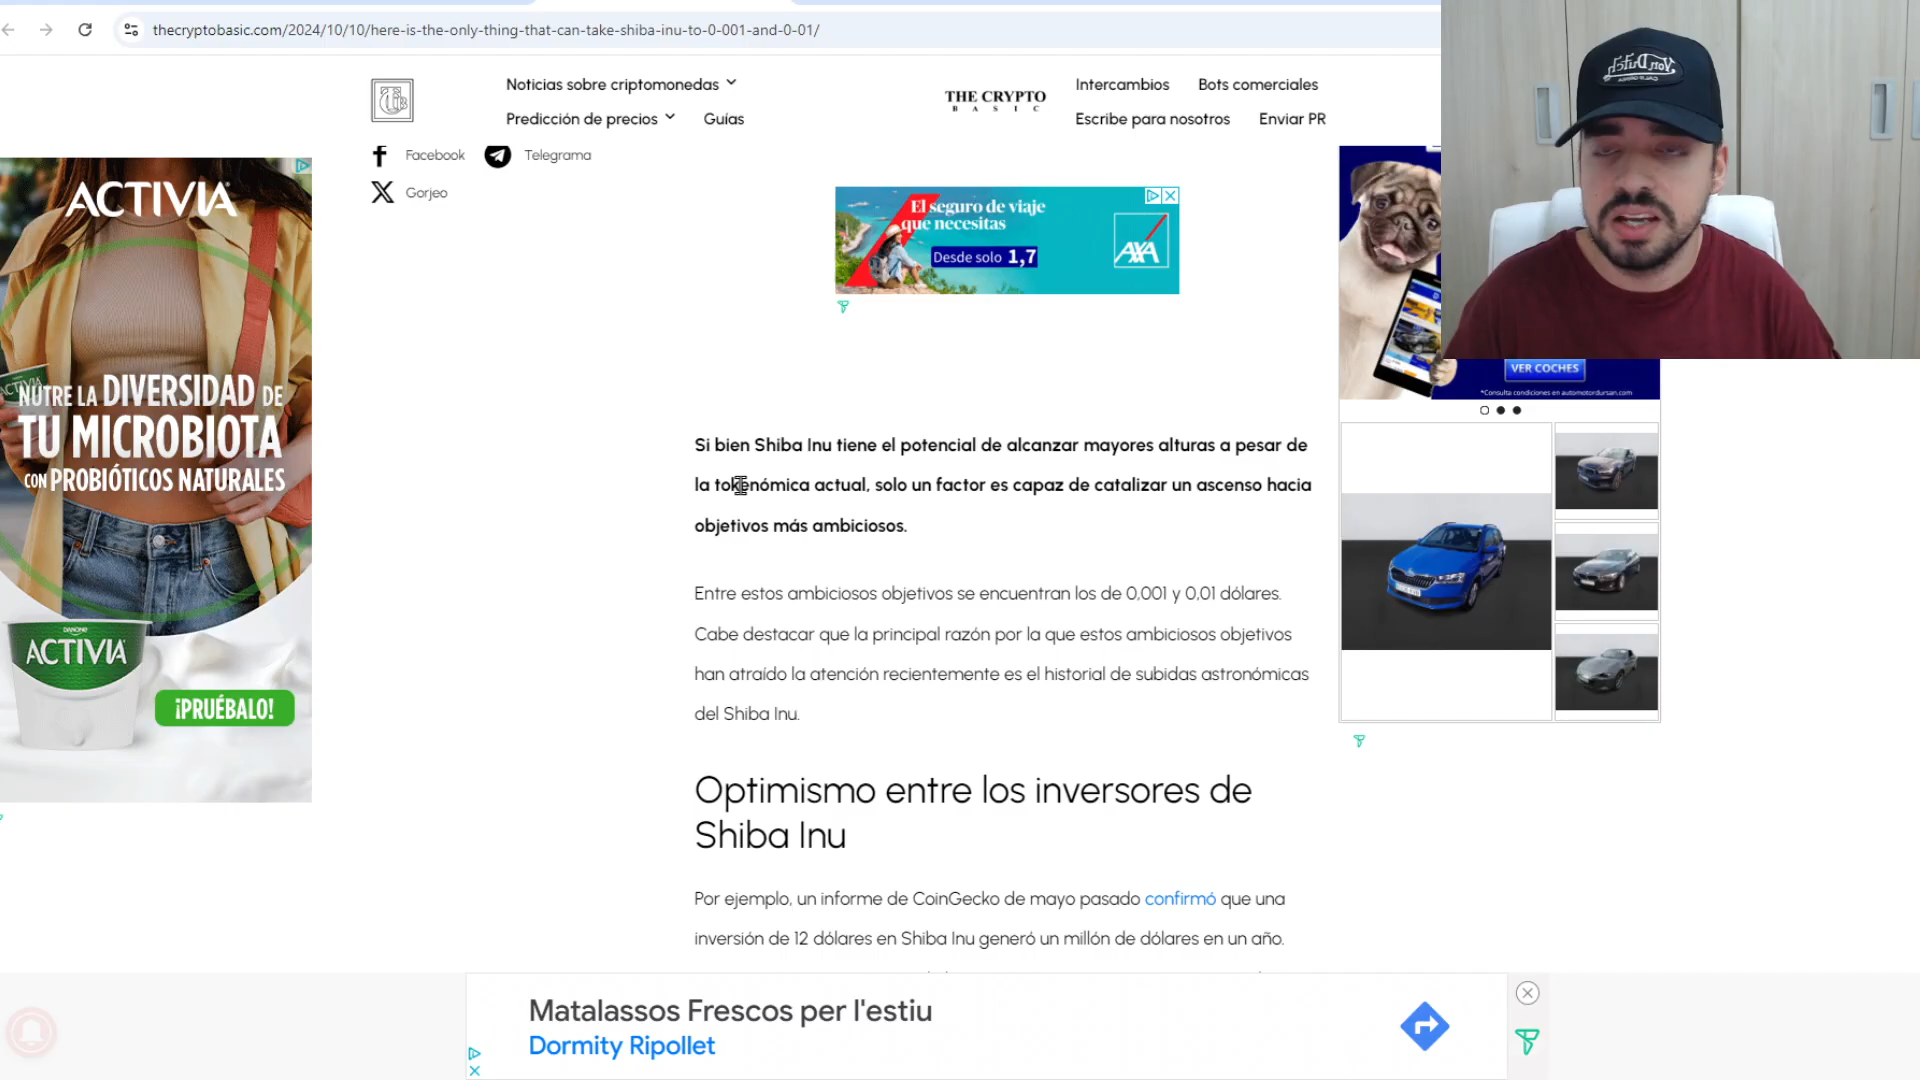 thecryptobasic.com/2024/10/10/here-is-the-only-thing-that-can-take-shiba-inu-to-0-001-and-0-01/
Noticias sobre criptomonedas
Predicción de precios
Guías
THE CRYPTO
BASIC
Intercambios
Bots comerciales
Escribe para nosotros
Enviar PR
Facebook
Telegrama
Gorjeo
ACTIVIA
NUTRE LA DIVERSIDAD DE
TU MICROBIOTA
CON PROBIÓTICOS NATURALES
DANONE
ACTIVIA
¡PRUÉBALO!
El seguro de viaje
que necesitas
Desde solo 1,7
AXA
Von Dutch
VER COCHES
*Consulta condiciones en automotordursan.com
Si bien Shiba Inu tiene el potencial de alcanzar mayores alturas a pesar de
la tokenómica actual, solo un factor es capaz de catalizar un ascenso hacia
objetivos más ambiciosos.
Entre estos ambiciosos objetivos se encuentran los de 0,001 y 0,01 dólares.
Cabe destacar que la principal razón por la que estos ambiciosos objetivos
han atraído la atención recientemente es el historial de subidas astronómicas
del Shiba Inu.
Optimismo entre los inversores de
Shiba Inu
Por ejemplo, un informe de CoinGecko de mayo pasado confirmó que una
inversión de 12 dólares en Shiba Inu generó un millón de dólares en un año.
Matalassos Frescos per l'estiu
Dormity Ripollet